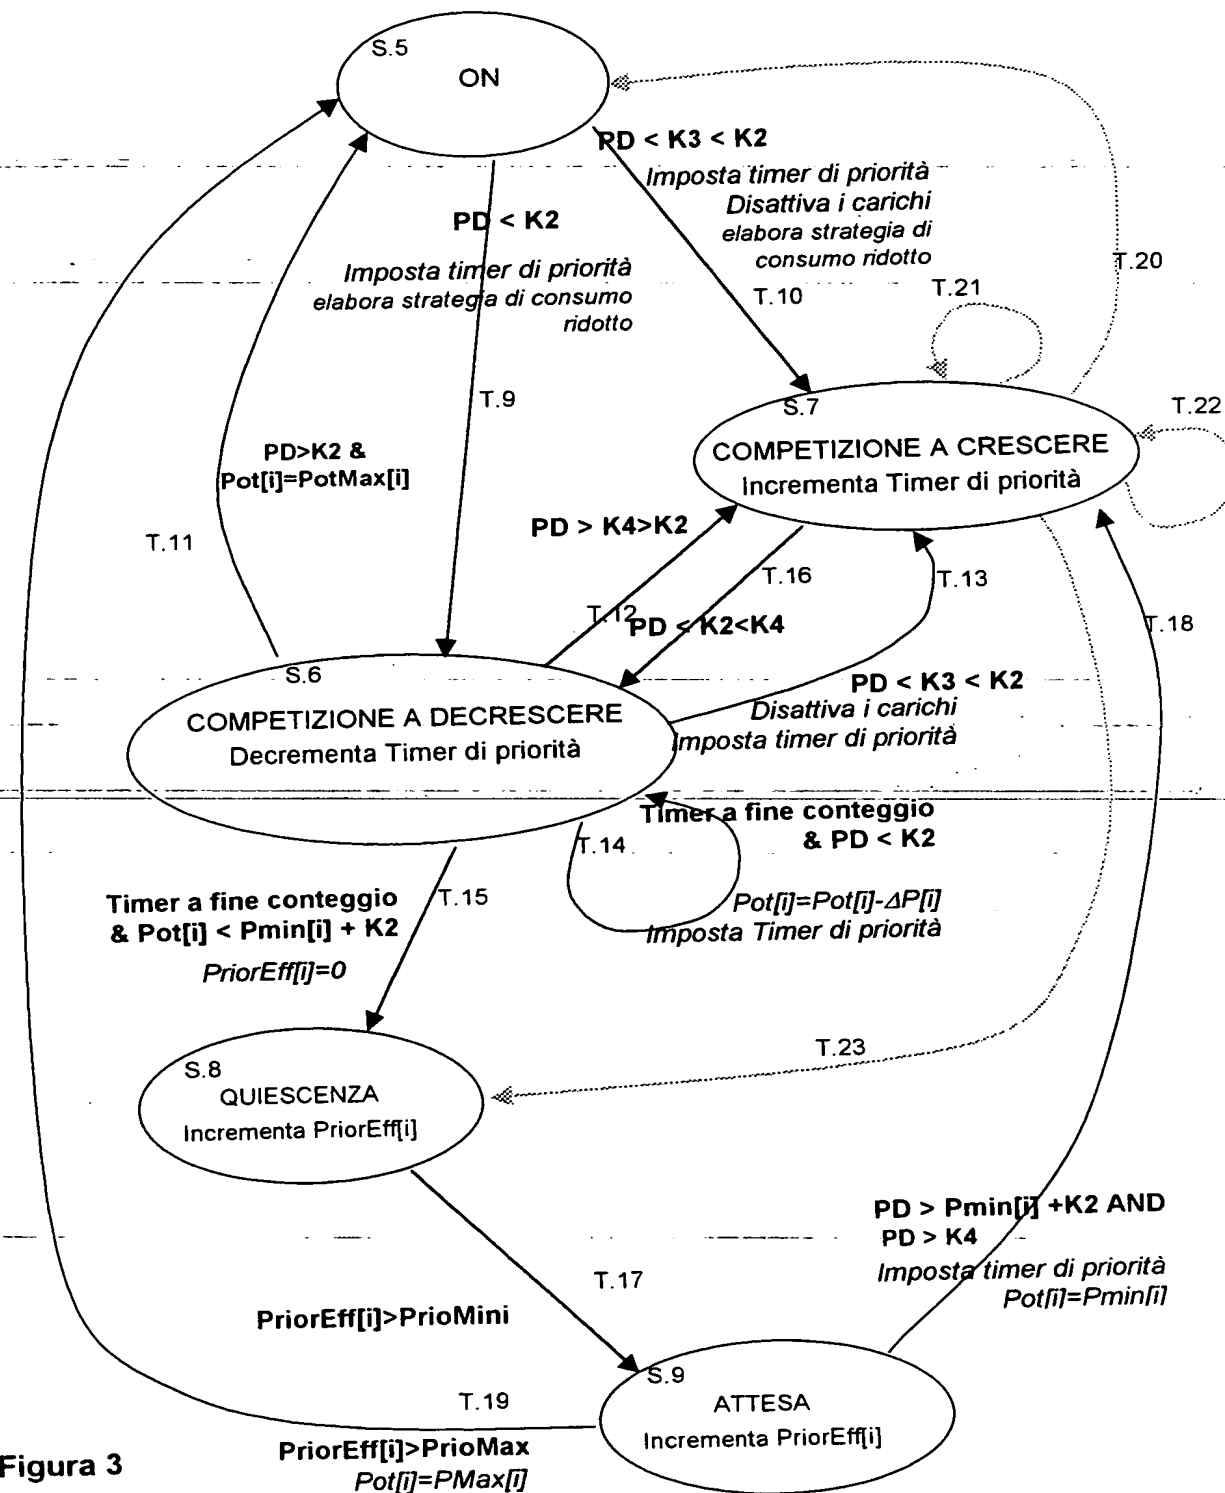 S.5
ON
PD < K3 < K2
Imposta timer di priorità
Disattiva i carichi
elabora strategia di
consumo ridotto
T.10
PD < K2
Imposta timer di priorità
elabora strategia di consumo
ridotto
T.9
T.20
T.21
T.22
S.7
COMPETIZIONE A CRESCERE
Incrementa Timer di priorità
PD>K2 &
Pot[i]=PotMax[i]
T.11
PD > K4>K2
T.12
T.16
PD < K2<K4
T.13
T.18
PD < K3 < K2
Disattiva i carichi
Imposta timer di priorità
S.6
COMPETIZIONE A DECRESCERE
Decrementa Timer di priorità
Timer a fine conteggio
& PD < K2
T.14
Pot[i]=Pot[i]-ΔP[i]
Imposta Timer di priorità
Timer a fine conteggio
& Pot[i] < Pmin[i] + K2
PriorEff[i]=0
T.15
T.23
S.8
QUIESCENZA
Incrementa PriorEff[i]
PD > Pmin[i] +K2 AND
PD > K4
Imposta timer di priorità
Pot[i]=Pmin[i]
T.17
PriorEff[i]>PrioMini
S.9
ATTESA
Incrementa PriorEff[i]
T.19
PriorEff[i]>PrioMax
Pot[i]=PMax[i]
Figura 3